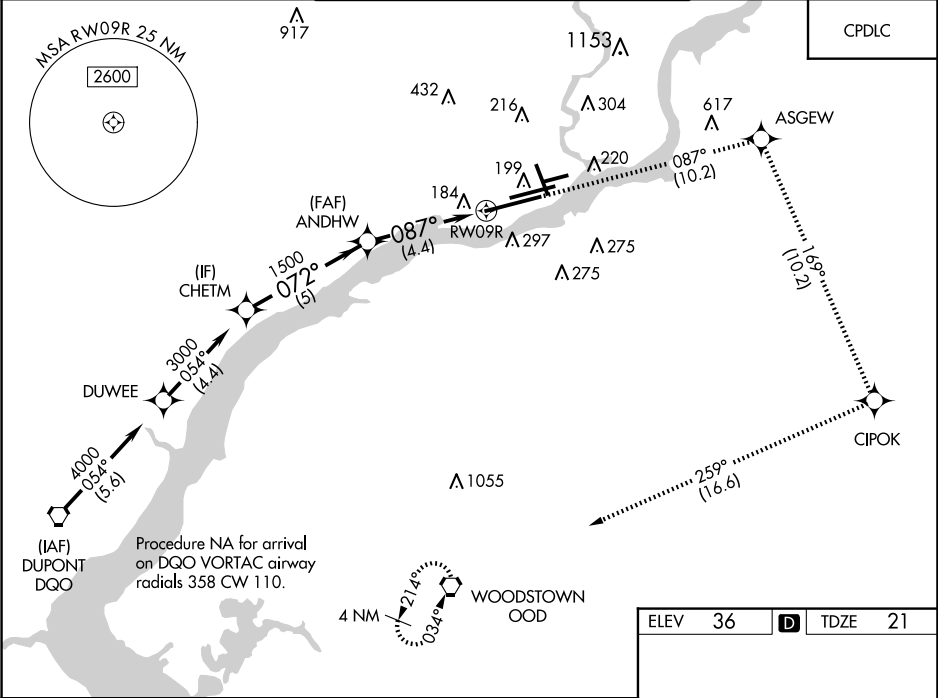 917
MSA RW09R 25 NM
2600
CPDLC
1153
432
216
304
617
ASGEW
087°
(10.2)
220
199
184
RW09R
(FAF)
ANDHW
087°
(4.4)
297
275
275
169°
(10.2)
1500
072°
(5)
(IF)
CHETM
3000
054°
(4.4)
DUWEE
CIPOK
4000
054°
(5.6)
259°
(16.6)
1055
(IAF)
DUPONT
DQO
Procedure NA for arrival
on DQO VORTAC airway
radials 358 CW 110.
4 NM
214°
034°
WOODSTOWN
OOD
ELEV 36 D TDZE 21